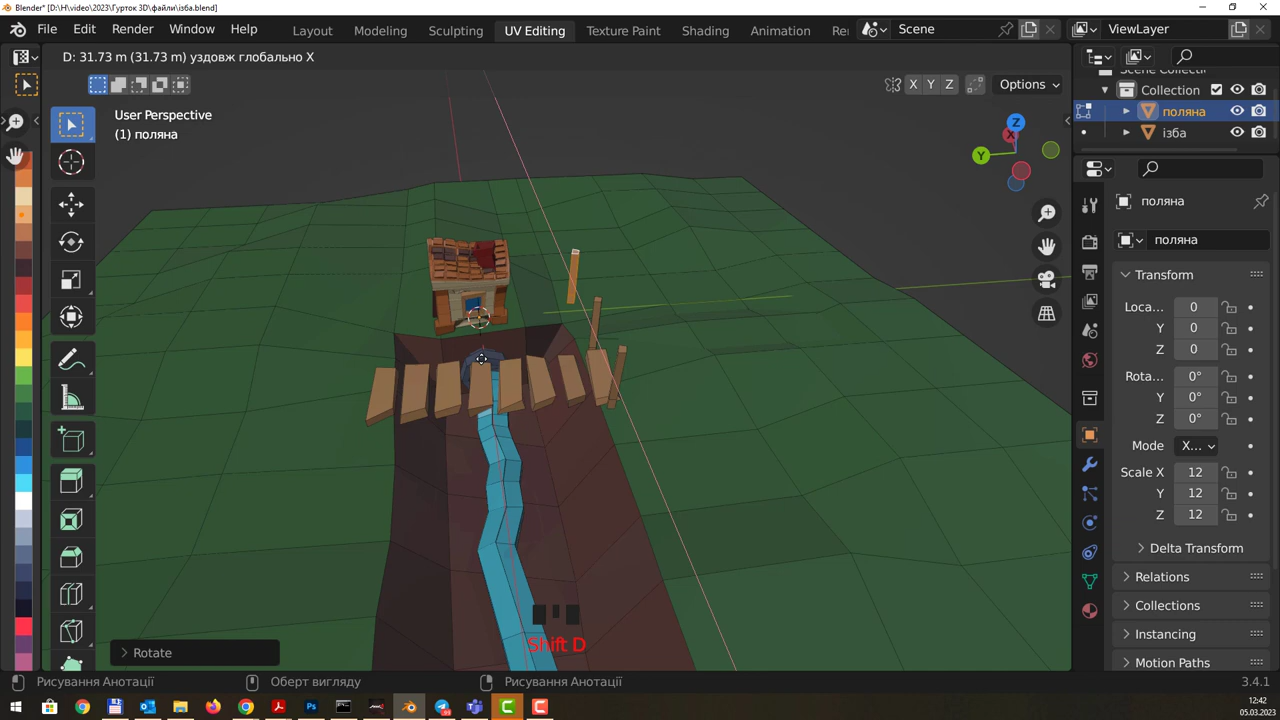 Blender* [D:\H\video\2023\Гурток 3D\файли\ізба.blend]
File Edit Render Window Help Layout Modeling Sculpting UV Editing Texture Paint Shading Animation Re Scene ViewLayer
D: 31.73 m (31.73 m) уздовж глобально X
X Y Z Options
User Perspective
(1) поляна
Collection
поляна
ізба
поляна
поляна
Transform
Loca... 0
Y 0
Z 0
Rota... 0°
Y 0°
Z 0°
Mode X...
Scale X 12
Y 12
Z 12
Delta Transform
Relations
Collections
Instancing
Motion Paths
Z
X
Y
Shift D
Rotate
Рисування Анотації Оберт вигляду Рисування Анотації 3.4.1
12:42
05.03.2023